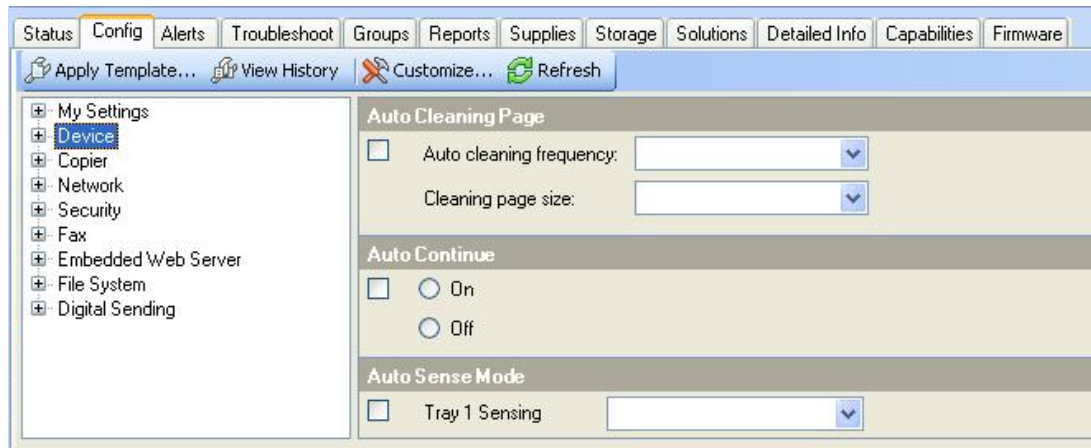 Status Config Alerts Troubleshoot Groups Reports Supplies Storage Solutions Detailed Info Capabilities Firmware
Apply Template... View History Customize... Refresh
My Settings
Device
Copier
Network
Security
Fax
Embedded Web Server
File System
Digital Sending
Auto Cleaning Page
Auto cleaning frequency:
Cleaning page size:
Auto Continue
On
Off
Auto Sense Mode
Tray 1 Sensing